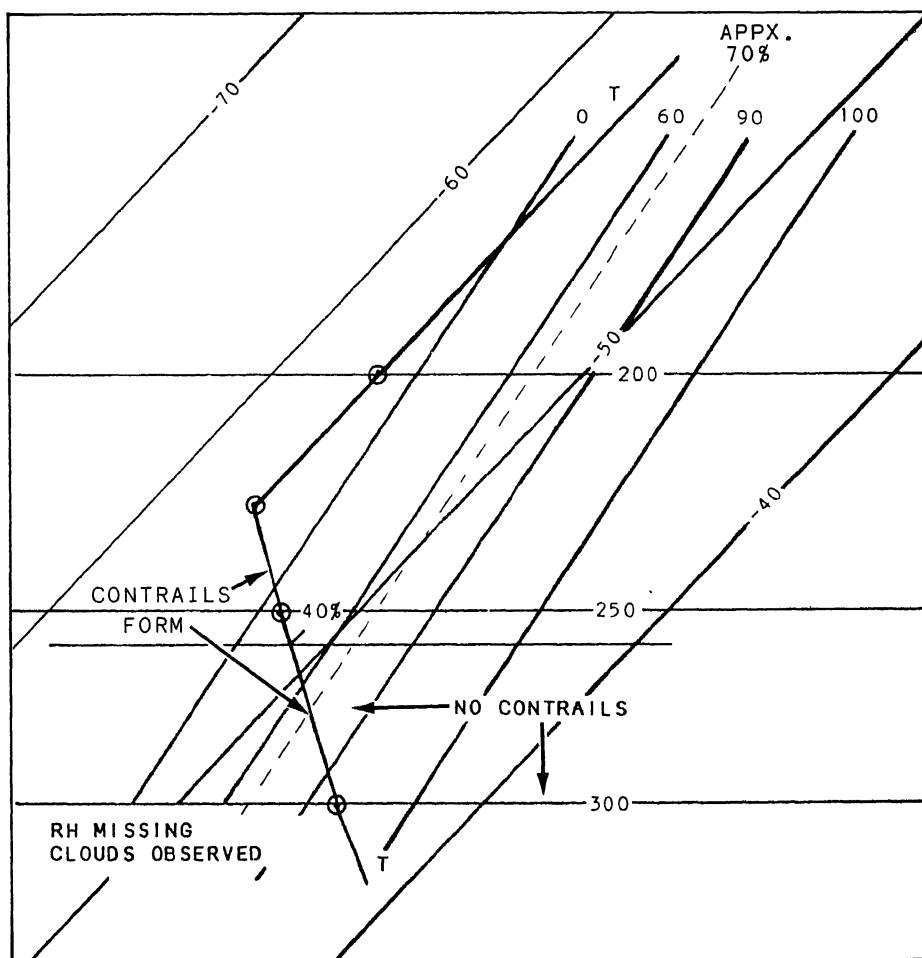 APPX.
70%
-70
T
0
60
90
100
-60
-50
200
-40
CONTRAILS
FORM
40%
250
NO CONTRAILS
300
RH MISSING
CLOUDS OBSERVED
T